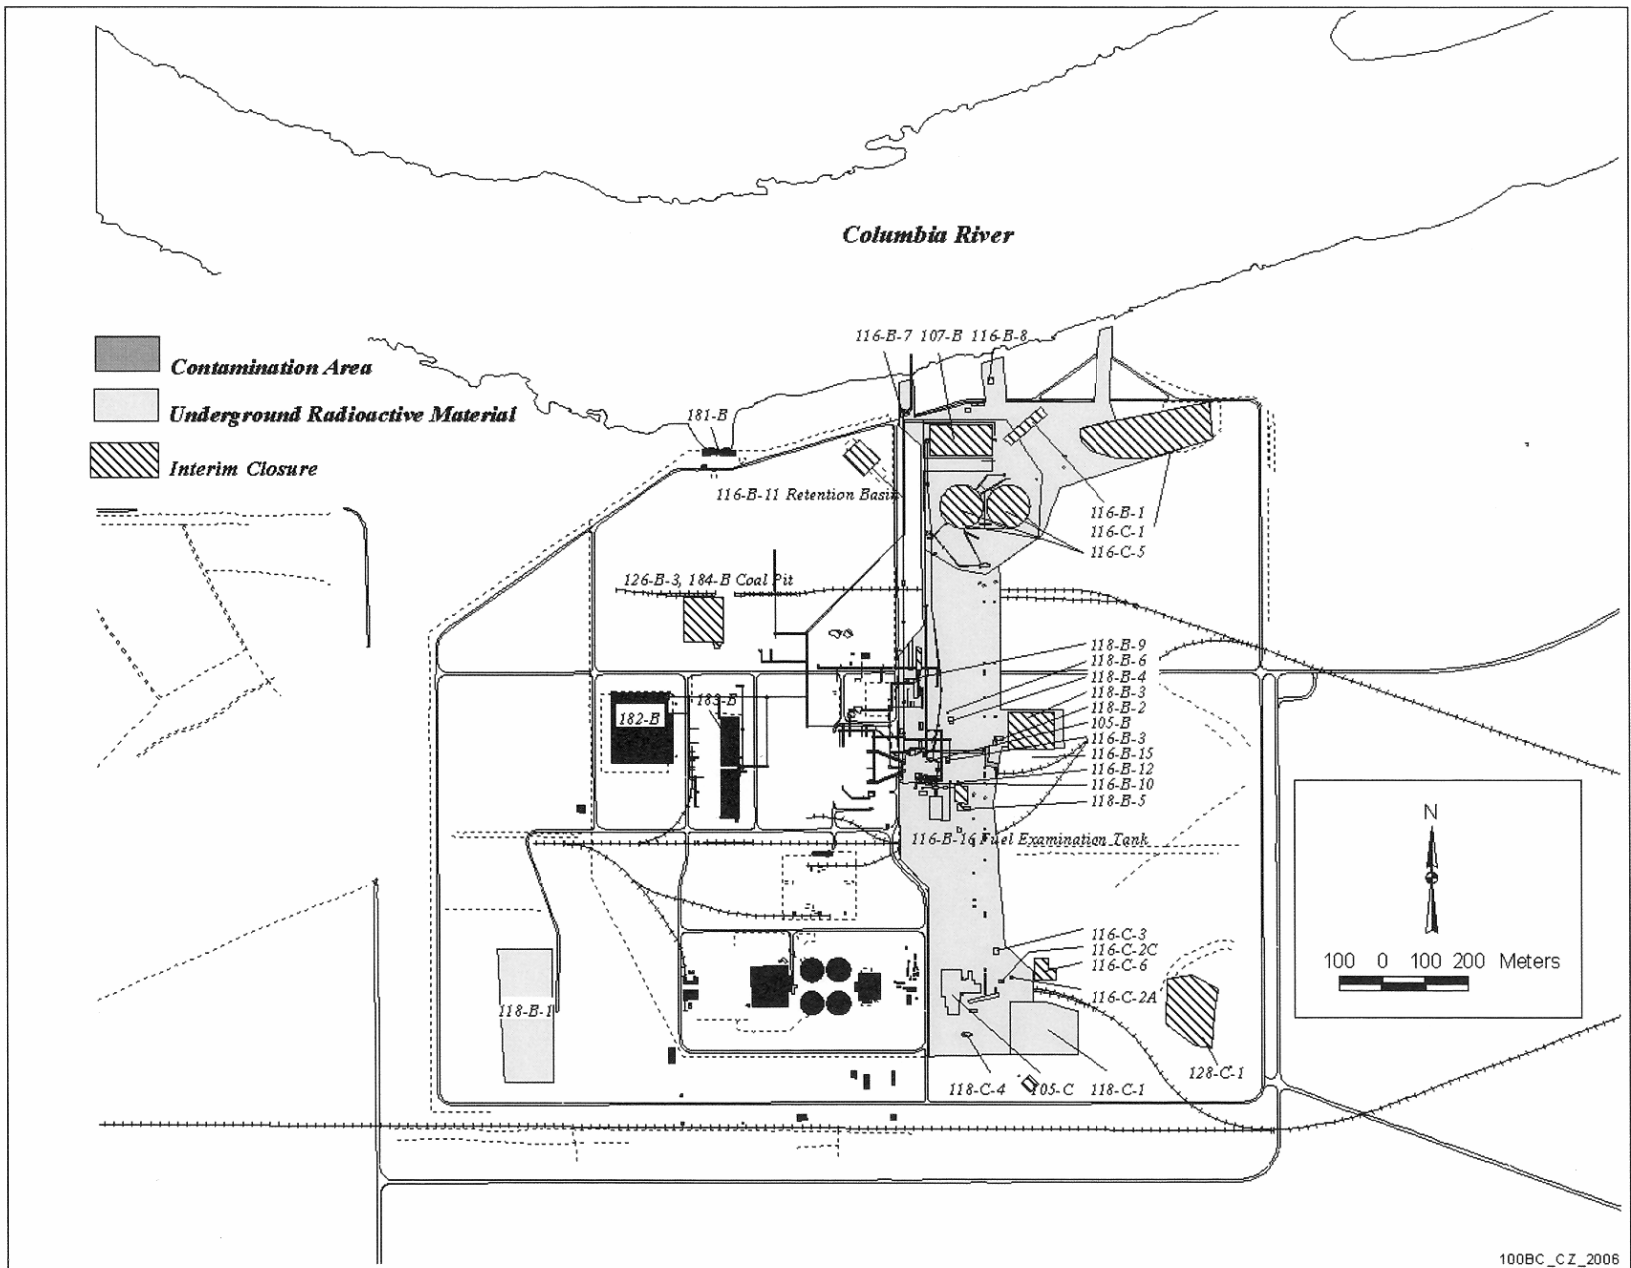 Columbia River
116-B-7 107-B 116-B-8
Contamination Area
Underground Radioactive Material
Interim Closure
181-B
116-B-11 Retention Basin
116-B-1
116-C-1
116-C-5
126-B-3, 184-B Coal Pit
118-B-9
118-B-6
118-B-4
118-B-3
118-B-2
105-B
116-B-3
116-B-15
116-B-12
116-B-10
118-B-5
182-B
183-B
116-B-16 Fuel Examination Tank
N
100 0 100 200 Meters
116-C-3
116-C-2C
116-C-6
116-C-2A
118-B-1
128-C-1
118-C-4 105-C 118-C-1
100BC_CZ_2006